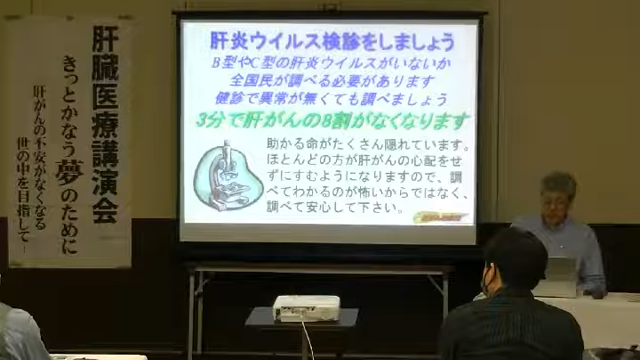 肝臓医療講演会
きっとかなう夢のために
肝がんの不安がなくなる
世の中を目指して
肝炎ウイルス検診をしましょう
B型やC型の肝炎ウイルスがいないか
全国民が調べる必要があります
健診で異常が無くても調べましょう
3分で肝がんの8割がなくなります
助かる命がたくさん隠れています。
ほとんどの方が肝がんの心配をせ
ずにすむようになりますので、調
べてわかるのが怖いからではなく、
調べて安心して下さい。